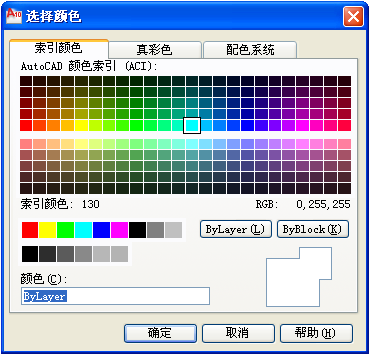 A10 选择颜色
索引颜色 真彩色 配色系统
AutoCAD 颜色索引 (ACI):
索引颜色: 130 RGB: 0,255,255
ByLayer(L) ByBlock(K)
颜色(C):
ByLayer
确定 取消 帮助(H)